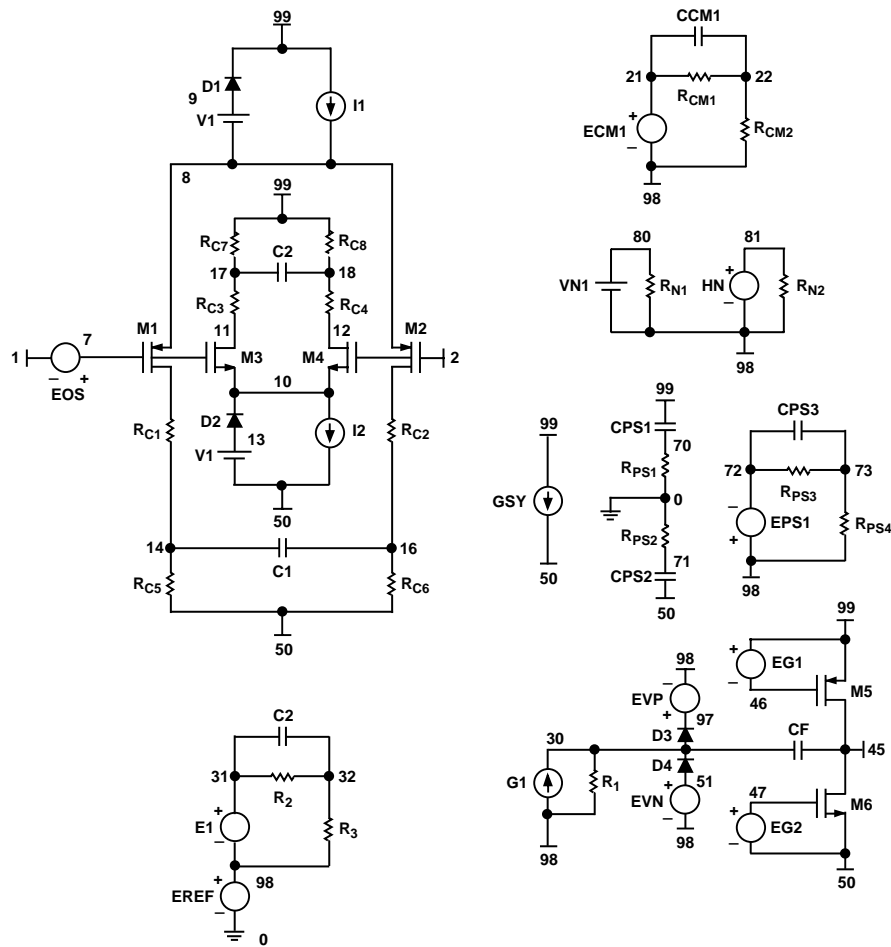 99
D1
9
V1
I1
8
99
RC7
RC8
C2
17
18
RC3
RC4
M1
11
12
M2
7
1
M3
M4
2
− +
EOS
10
D2
RC1
13
I2
RC2
V1
50
14
16
C1
RC5
RC6
50
CCM1
21
22
RCM1
+
ECM1
−
RCM2
98
80
81
VN1
RN1
+
HN
−
RN2
98
99
GSY
50
99
CPS1
70
RPS1
0
RPS2
71
CPS2
50
CPS3
72
73
RPS3
−
EPS1
+
RPS4
98
C2
31
32
R2
+
E1
−
R3
98
+
EREF
−
0
99
+
EG1
−
M5
46
98
−
EVP
+
97
30
D3
CF
45
G1
R1
D4
51
+
EVN
−
98
98
47
M6
+
EG2
−
50